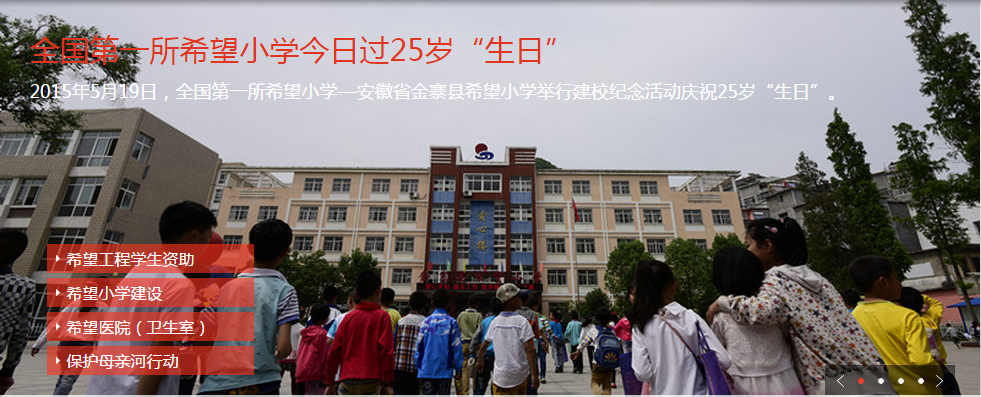 全国第一所希望小学今日过25岁“生日”
2015年5月19日，全国第一所希望小学—安徽省金寨县希望小学举行建校纪念活动庆祝25岁“生日”。
爱心楼
希望工程学生资助
希望小学建设
希望医院（卫生室）
保护母亲河行动